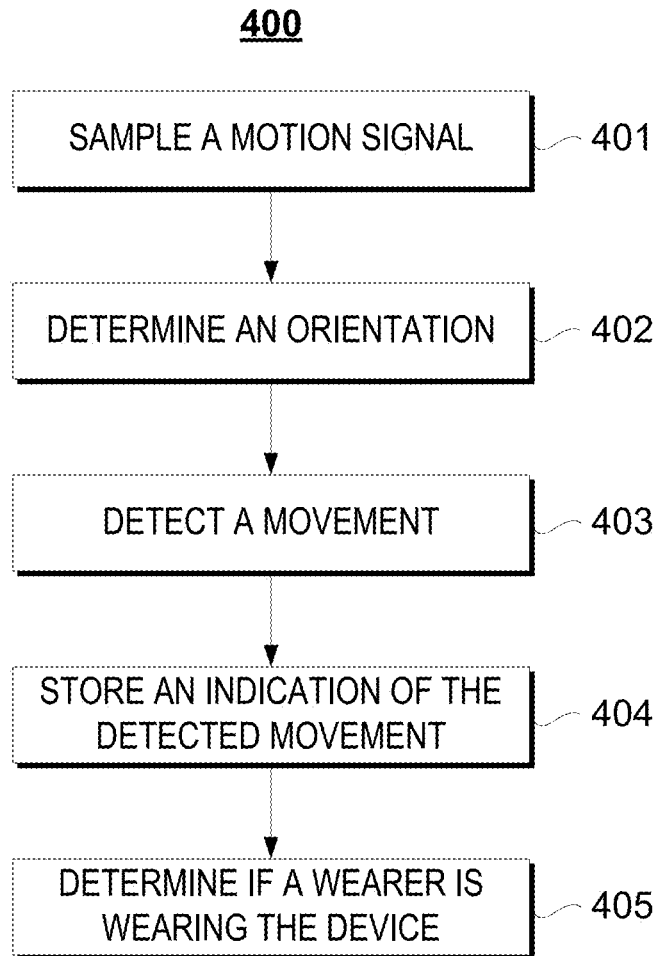 400
SAMPLE A MOTION SIGNAL
401
DETERMINE AN ORIENTATION
402
DETECT A MOVEMENT
403
STORE AN INDICATION OF THE
DETECTED MOVEMENT
404
DETERMINE IF A WEARER IS
WEARING THE DEVICE
405